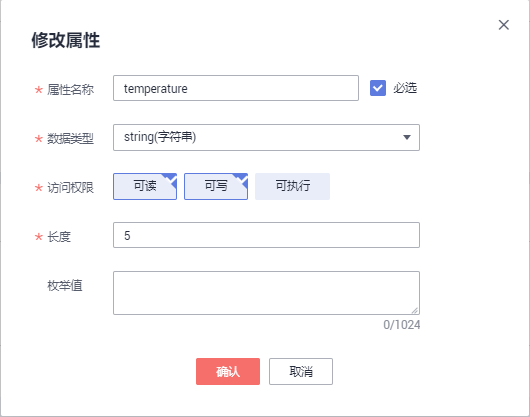 修改属性
* 属性名称 temperature 必选
* 数据类型 string(字符串)
* 访问权限 可读 可写 可执行
* 长度 5
枚举值
0/1024
确认 取消